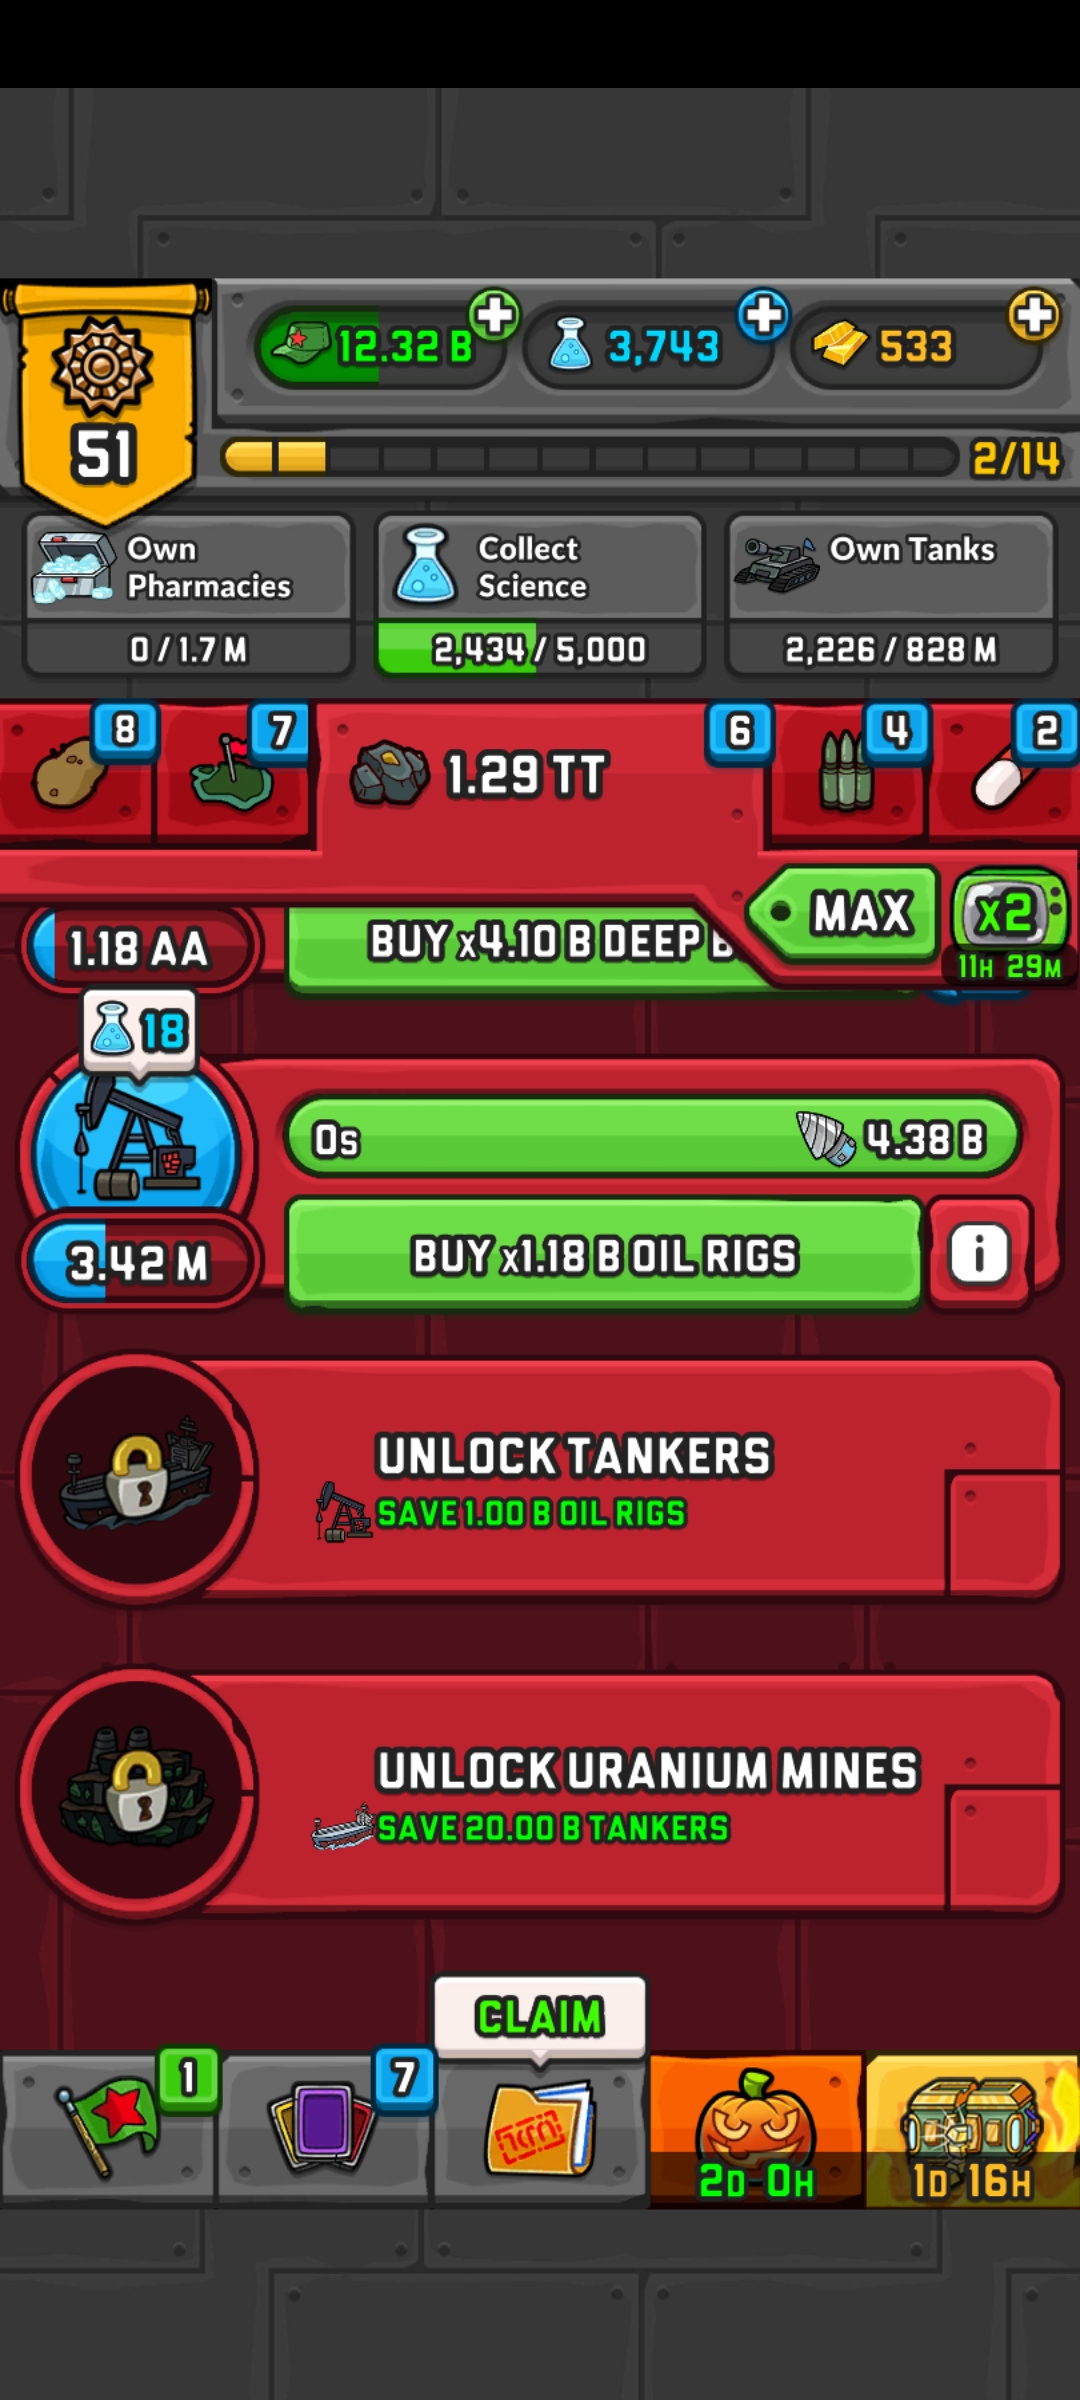 12.32 B
3,743
533
51
2/14
Own Pharmacies
0 / 1.7 M
Collect Science
2,434 / 5,000
Own Tanks
2,226 / 828 M
8
7
1.29 TT
6
4
2
MAX
x2
11H 29M
1.18 AA
BUY x4.10 B DEEP B
18
0s
4.38 B
3.42 M
BUY x1.18 B OIL RIGS
i
UNLOCK TANKERS
SAVE 1.00 B OIL RIGS
UNLOCK URANIUM MINES
SAVE 20.00 B TANKERS
CLAIM
1
7
2D 0H
1D 16H